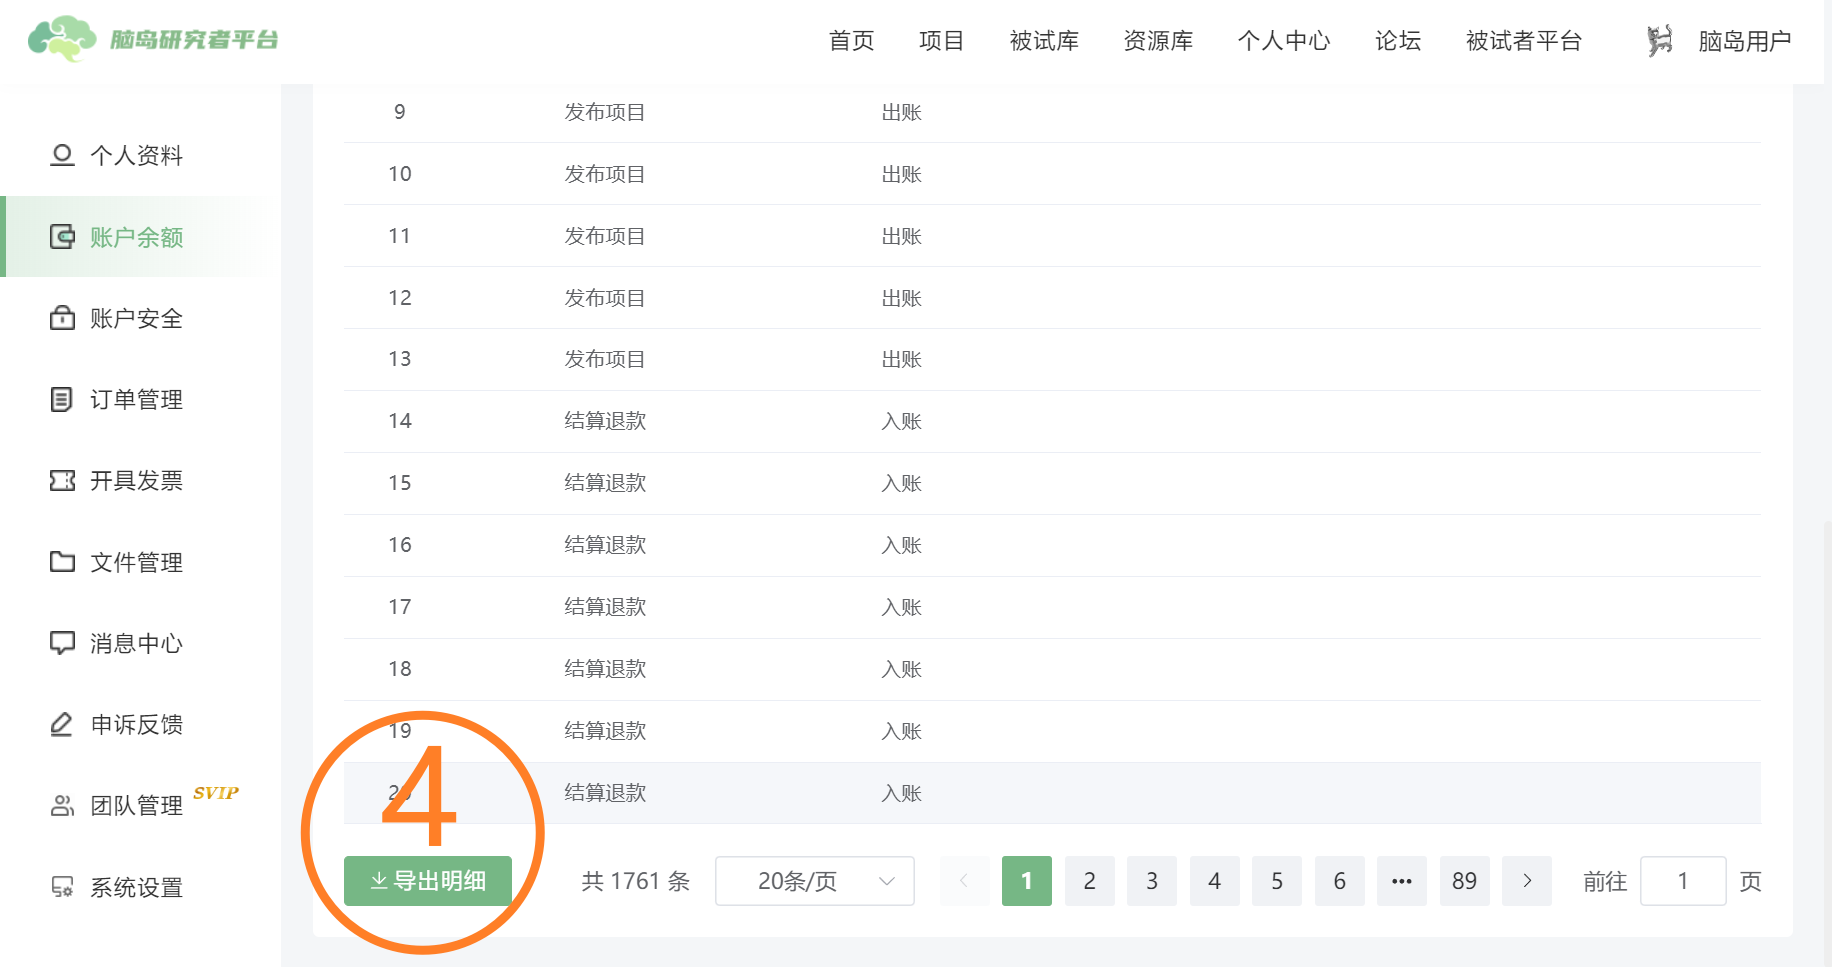 脑岛研究者平台
首页 项目 被试库 资源库 个人中心 论坛 被试者平台 脑岛用户
个人资料
账户余额
账户安全
订单管理
开具发票
文件管理
消息中心
申诉反馈
团队管理 SVIP
系统设置
9 发布项目 出账
10 发布项目 出账
11 发布项目 出账
12 发布项目 出账
13 发布项目 出账
14 结算退款 入账
15 结算退款 入账
16 结算退款 入账
17 结算退款 入账
18 结算退款 入账
19 结算退款 入账
20 结算退款 入账
4
导出明细 共 1761 条 20条/页 1 2 3 4 5 6 ••• 89 前往 1 页